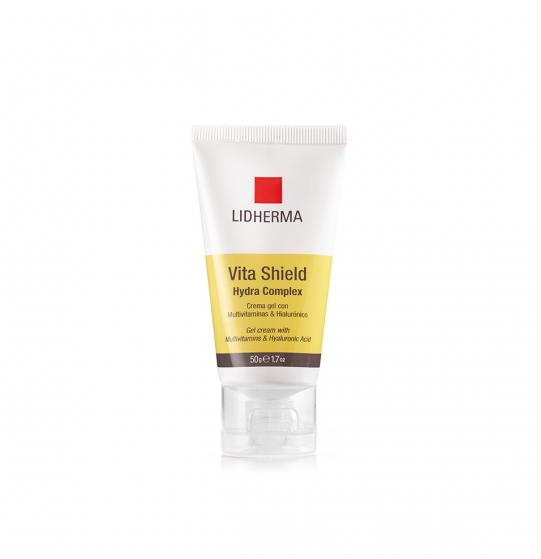 LIDHERMA
Vita Shield
Hydra Complex
Crema gel con
Multivitaminas & Hialurónico
Gel cream with
Multivitamins & Hyaluronic Acid
50g ℮ 1.7oz